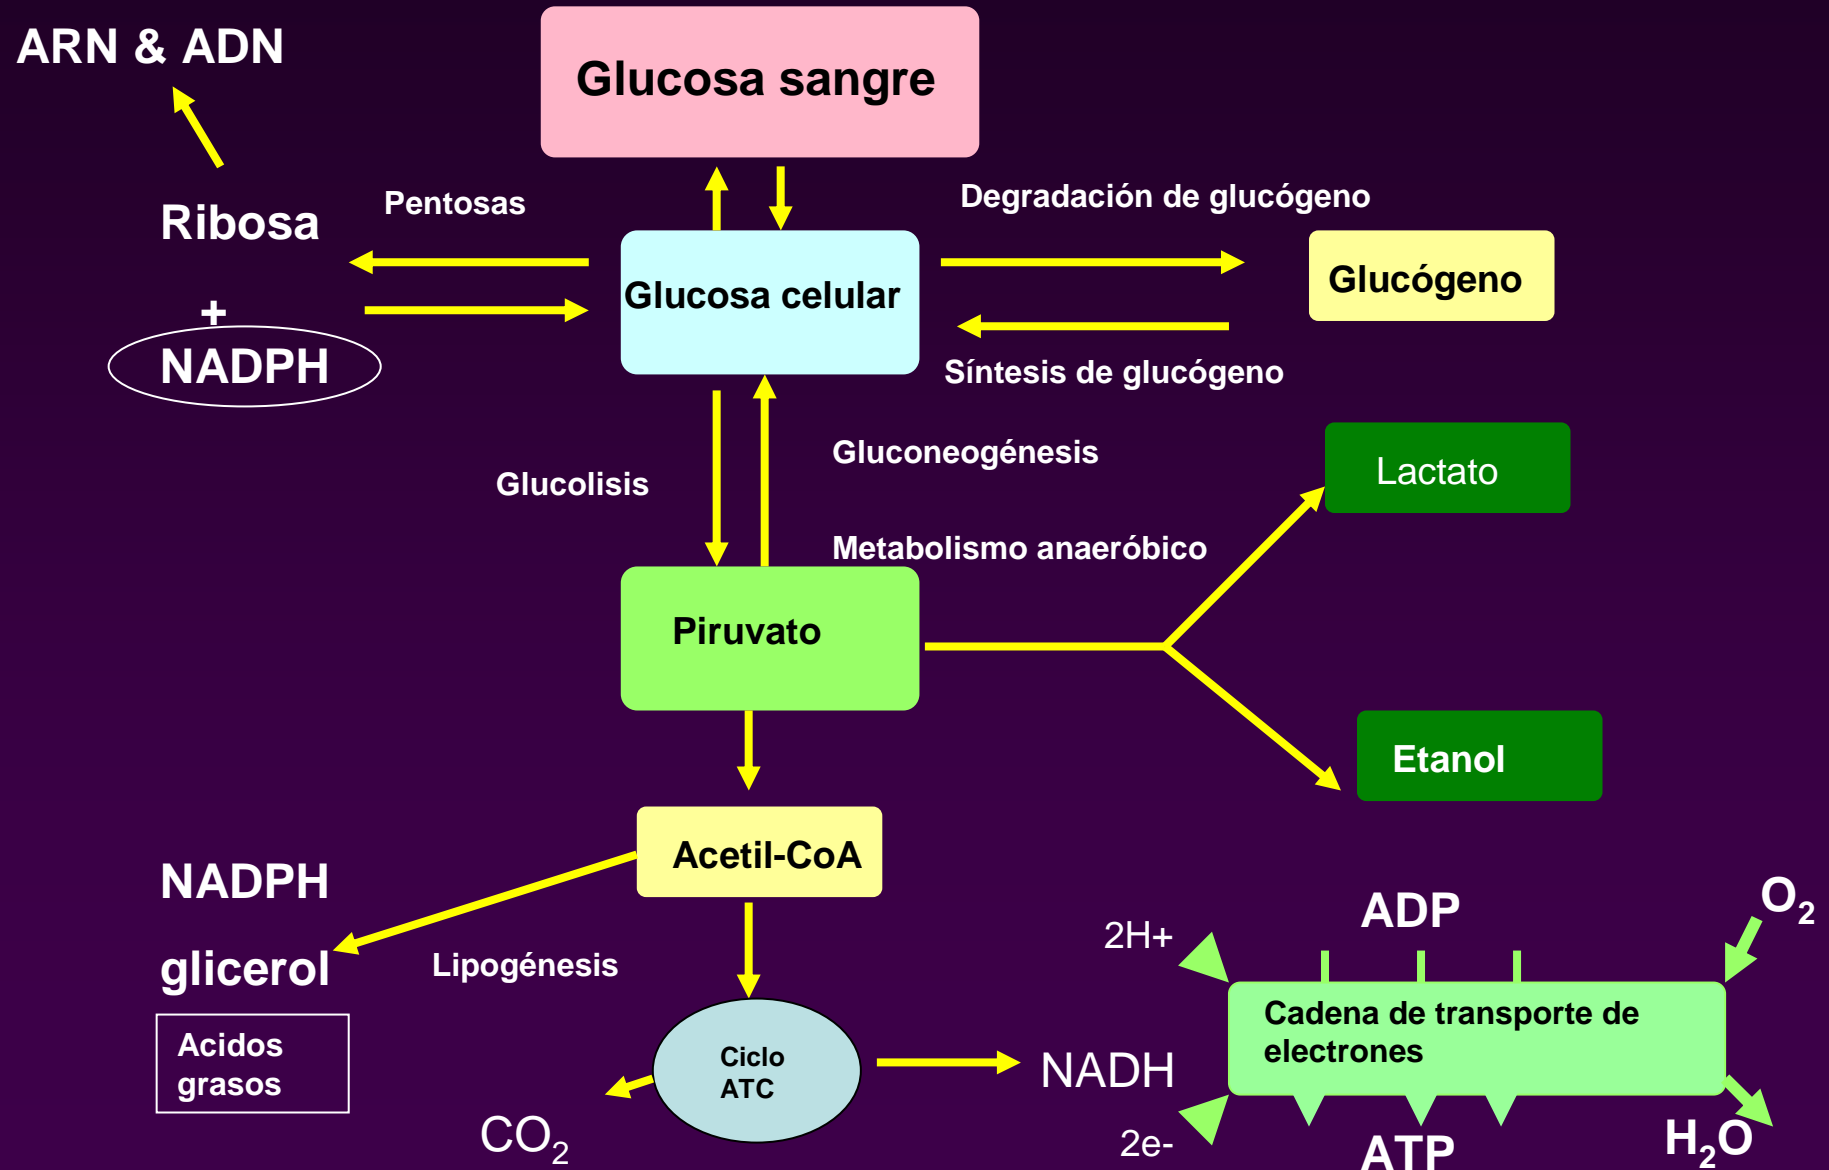 ARN & ADN
Glucosa sangre
Pentosas
Degradación de glucógeno
Ribosa
+
NADPH
Glucosa celular
Glucógeno
Síntesis de glucógeno
Glucolisis
Gluconeogénesis
Lactato
Metabolismo anaeróbico
Piruvato
Etanol
Acetil-CoA
NADPH
glicerol
Lipogénesis
Acidos
grasos
Ciclo
ATC
CO₂
NADH
2H+
ADP
O₂
Cadena de transporte de
electrones
2e-
ATP
H₂O